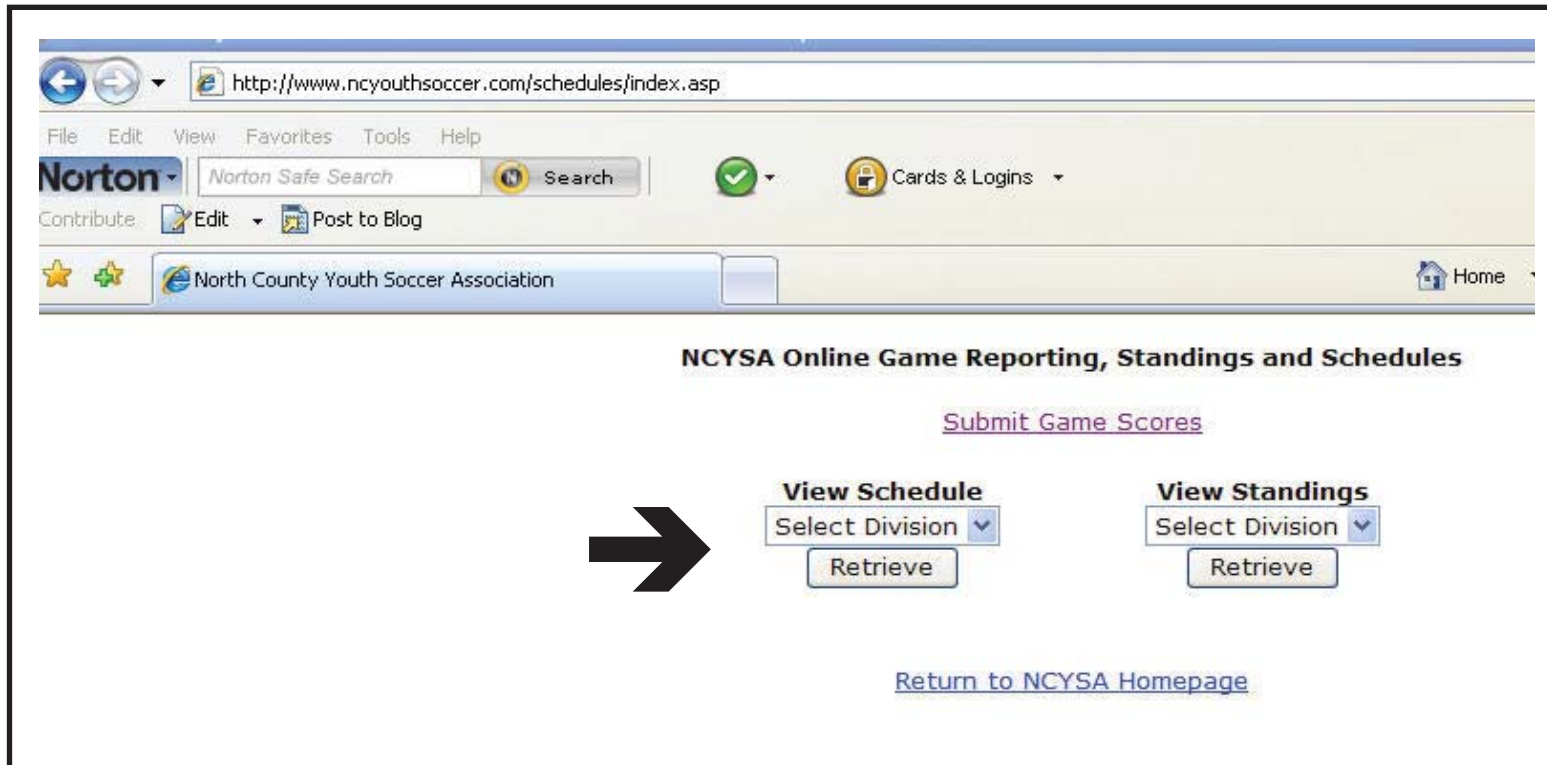 http://www.ncyouthsoccer.com/schedules/index.asp
File Edit View Favorites Tools Help
Norton Norton Safe Search Search Cards & Logins
Contribute Edit Post to Blog
North County Youth Soccer Association Home
NCYSA Online Game Reporting, Standings and Schedules
Submit Game Scores
View Schedule View Standings
Select Division Select Division
Retrieve Retrieve
Return to NCYSA Homepage